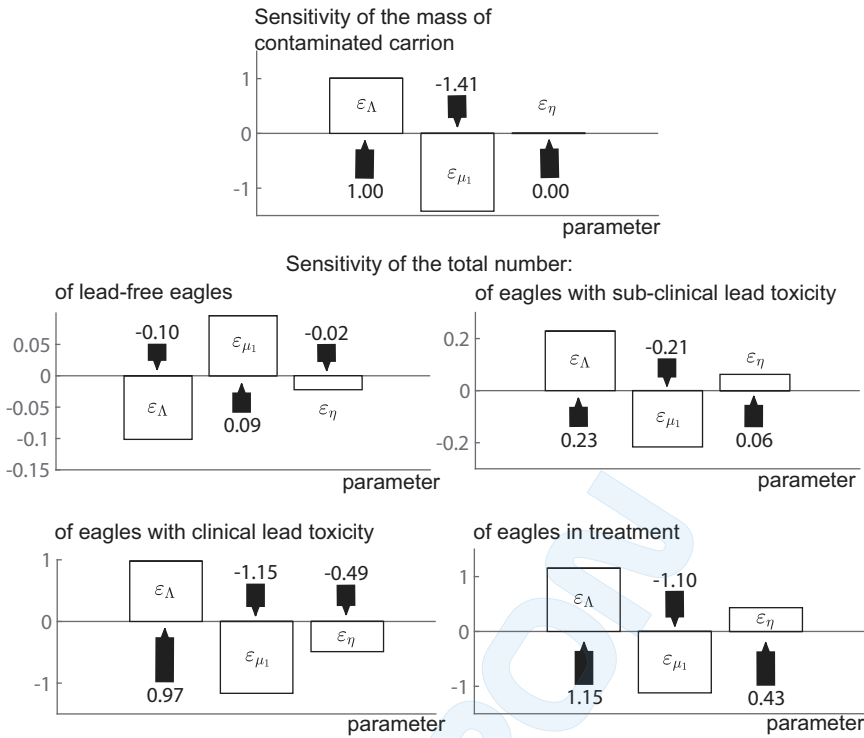 Sensitivity of the mass of
contaminated carrion
1
0
-1
ε_Λ
-1.41
ε_η
1.00
ε_μ₁
0.00
parameter
Sensitivity of the total number:
of lead-free eagles
0.05
0
-0.05
-0.1
-0.15
-0.10
ε_μ₁
-0.02
ε_Λ
0.09
ε_η
parameter
of eagles with sub-clinical lead toxicity
0.2
0
-0.2
ε_Λ
-0.21
ε_η
0.23
ε_μ₁
0.06
parameter
of eagles with clinical lead toxicity
1
0
-1
ε_Λ
-1.15
-0.49
0.97
ε_μ₁
ε_η
parameter
of eagles in treatment
1
0
-1
ε_Λ
-1.10
ε_η
1.15
ε_μ₁
0.43
parameter